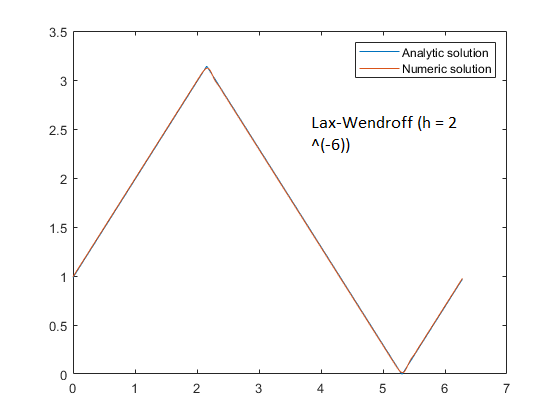 3.5
Analytic solution
Numeric solution
3
Lax-Wendroff (h = 2
^(-6))
2.5
2
1.5
1
0.5
0
0 1 2 3 4 5 6 7